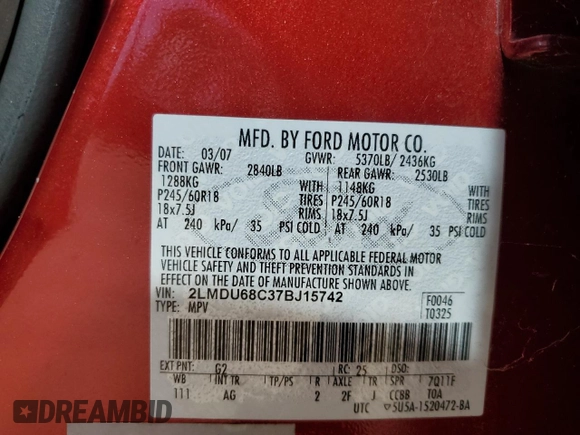 MFD. BY FORD MOTOR CO.
DATE: 03/07 GVWR: 5370LB/ 2436KG
FRONT GAWR: 2840LB REAR GAWR: 2530LB
1288KG WITH 1148KG WITH
P245/60R18 TIRES P245/60R18 TIRES
18x7.5J RIMS 18x7.5J RIMS
AT 240 kPa/ 35 PSI COLD AT 240 kPa/ 35 PSI COLD
THIS VEHICLE CONFORMS TO ALL APPLICABLE FEDERAL MOTOR
VEHICLE SAFETY AND THEFT PREVENTION STANDARDS IN
EFFECT ON THE DATE OF MANUFACTURE SHOWN ABOVE.
VIN: 2LMDU68C37BJ15742 F0046
TYPE: MPV T0325
EXT PNT: G2 RC: 25 DSO:
WB INT TR TP/PS R AXLE TR SPR 7Q11F
111 AG 2 2F J CCBB TOA
UTC 5U5A-1520472-BA
DREAMBID